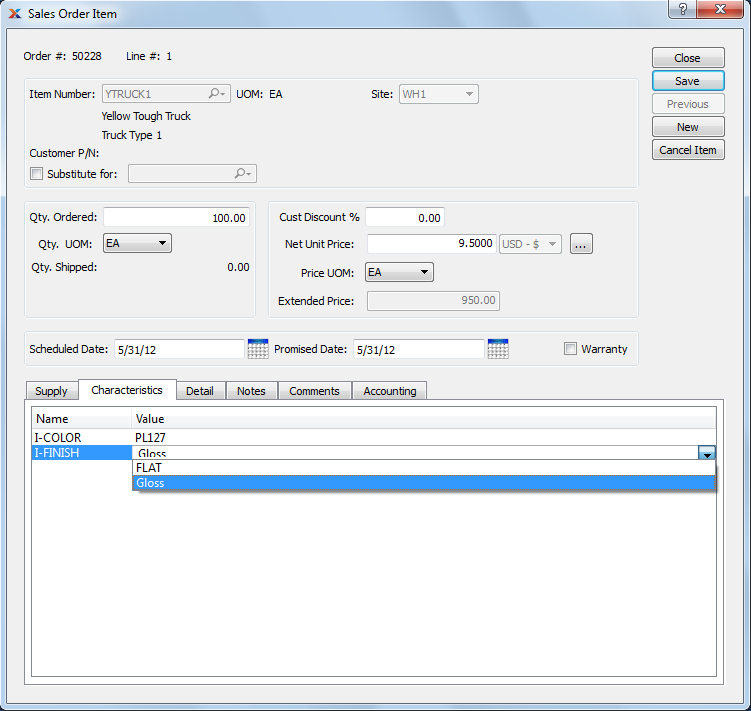 Sales Order Item
?
Order #: 50228 Line #: 1
Close
Save
Previous
New
Cancel Item
Item Number: YTRUCK1 UOM: EA Site: WH1
Yellow Tough Truck
Truck Type 1
Customer P/N:
Substitute for:
Qty. Ordered: 100.00
Qty. UOM: EA
Qty. Shipped: 0.00
Cust Discount % 0.00
Net Unit Price: 9.5000 USD - $ ...
Price UOM: EA
Extended Price: 950.00
Scheduled Date: 5/31/12 Promised Date: 5/31/12 Warranty
Supply Characteristics Detail Notes Comments Accounting
Name Value
I-COLOR PL127
I-FINISH Gloss
FLAT
Gloss